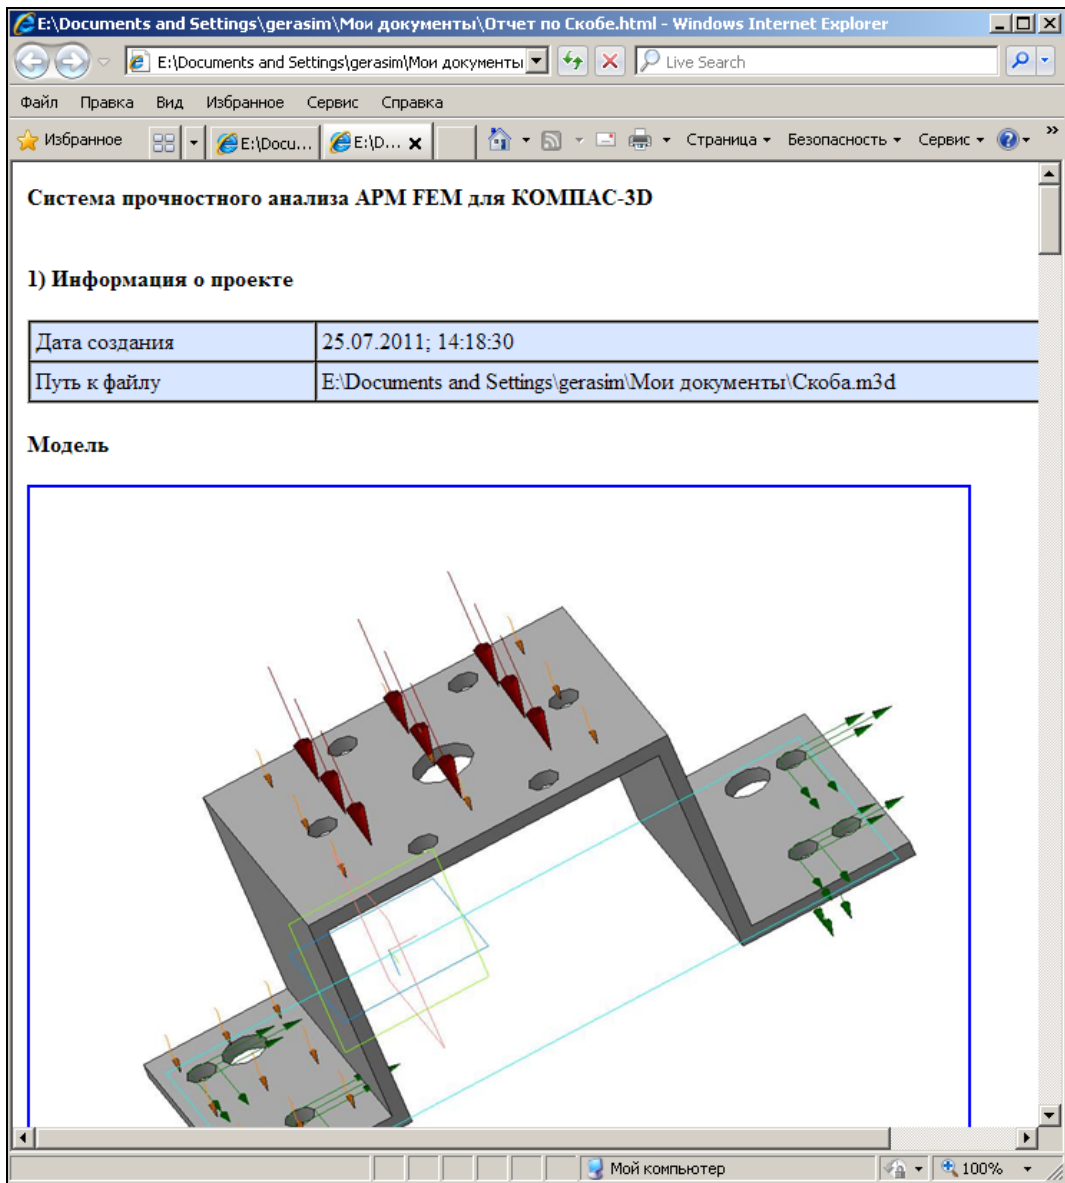 E:\Documents and Settings\gerasim\Мои документы\Отчет по Скобе.html - Windows Internet Explorer
E:\Documents and Settings\gerasim\Мои документы
Live Search
Файл Правка Вид Избранное Сервис Справка
Избранное E:\Docu... E:\D... Страница Безопасность Сервис »
Система прочностного анализа APM FEM для КОМПАС-3D
1) Информация о проекте
Дата создания 25.07.2011; 14:18:30
Путь к файлу E:\Documents and Settings\gerasim\Мои документы\Скоба.m3d
Модель
Мой компьютер 100%